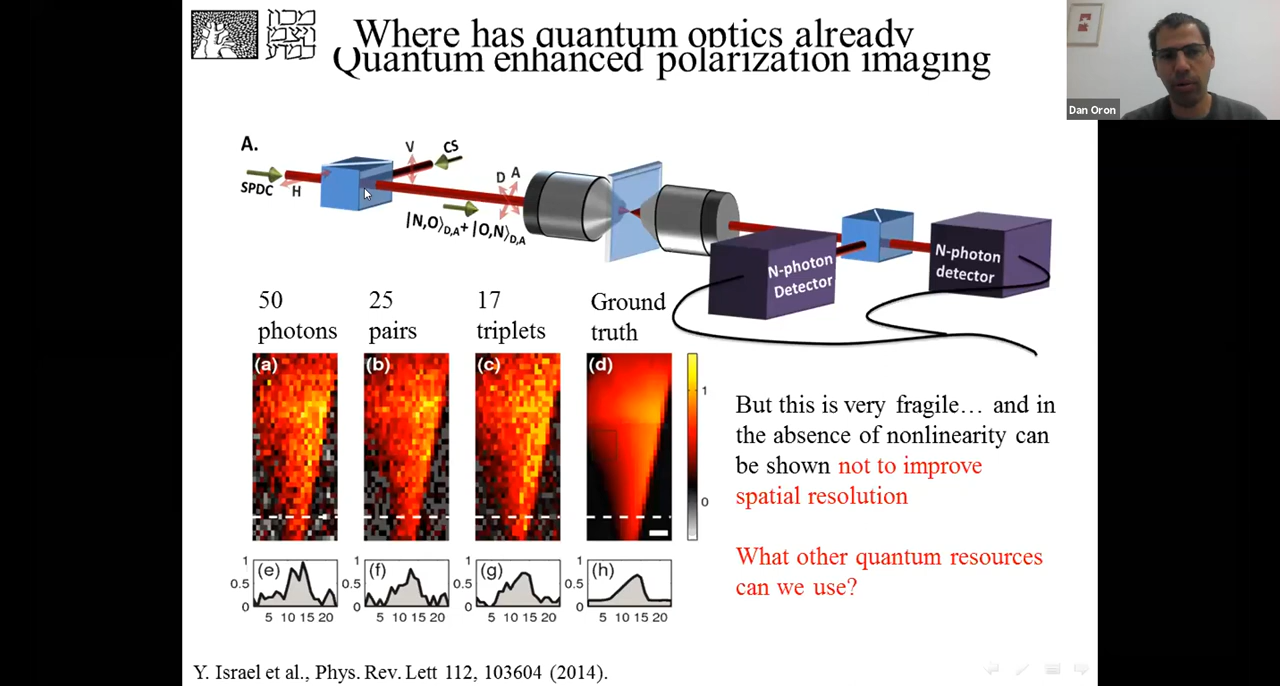 מכון
ויצמן
למדע
Where has quantum optics already
Quantum enhanced polarization imaging
Dan Oron
A.
SPDC
H
V
CS
D A
|N,O⟩D,A+|O,N⟩D,A
N-photon
Detector
N-photon
detector
50
photons
25
pairs
17
triplets
Ground
truth
(a)
(b)
(c)
(d)
1
0
But this is very fragile… and in
the absence of nonlinearity can
be shown not to improve
spatial resolution
What other quantum resources
can we use?
1
0.5
0
(e)
5 10 15 20
1
0.5
0
(f)
5 10 15 20
1
0.5
0
(g)
5 10 15 20
1
0.5
0
(h)
5 10 15 20
Y. Israel et al., Phys. Rev. Lett 112, 103604 (2014).